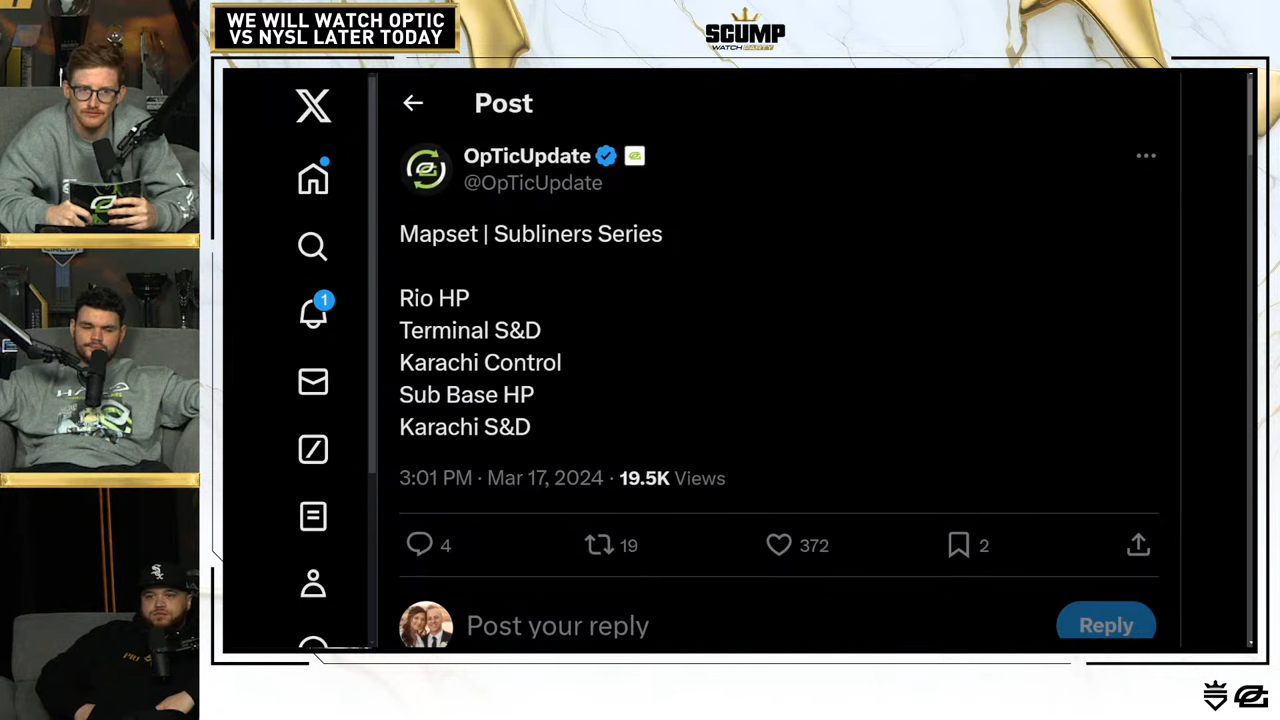 WE WILL WATCH OPTIC
VS NYSL LATER TODAY
SCUMP
WATCH PARTY
Post
OpTicUpdate
@OpTicUpdate
Mapset | Subliners Series
Rio HP
Terminal S&D
Karachi Control
Sub Base HP
Karachi S&D
3:01 PM · Mar 17, 2024 · 19.5K Views
4
19
372
2
1
Post your reply
Reply